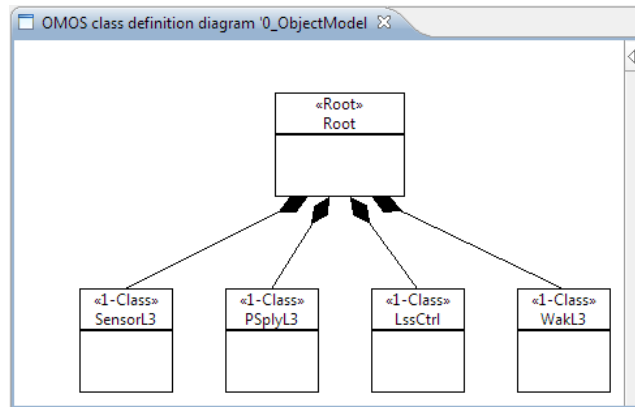 OMOS class definition diagram '0_ObjectModel
«Root»
Root
«1-Class»
SensorL3
«1-Class»
PSplyL3
«1-Class»
LssCtrl
«1-Class»
WakL3